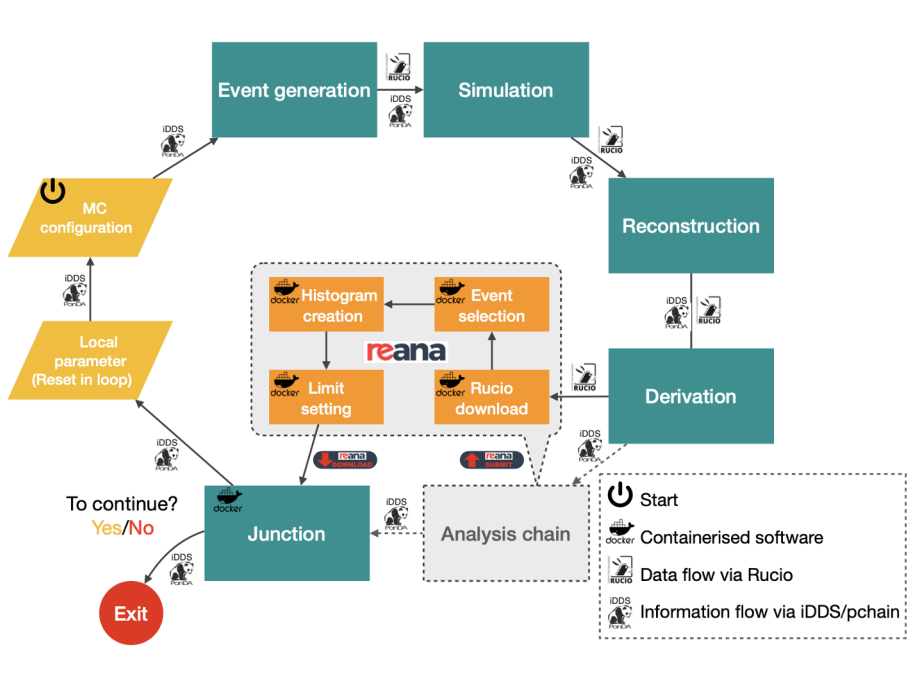 Event generation
RUCIO
iDDS
PanDA
Simulation
iDDS
PanDA
RUCIO
iDDS
PanDA
MC
configuration
Reconstruction
iDDS
PanDA
iDDS
PanDA
RUCIO
docker
Histogram
creation
docker
Event
selection
reana
Local
parameter
(Reset in loop)
docker
Limit
setting
docker
Rucio
download
RUCIO
Derivation
iDDS
PanDA
reana
DOWNLOAD
reana
SUBMIT
iDDS
PanDA
To continue?
Yes/No
docker
Junction
iDDS
PanDA
Analysis chain
iDDS
PanDA
Exit
Start
docker
Containerised software
RUCIO
Data flow via Rucio
iDDS
PanDA
Information flow via iDDS/pchain